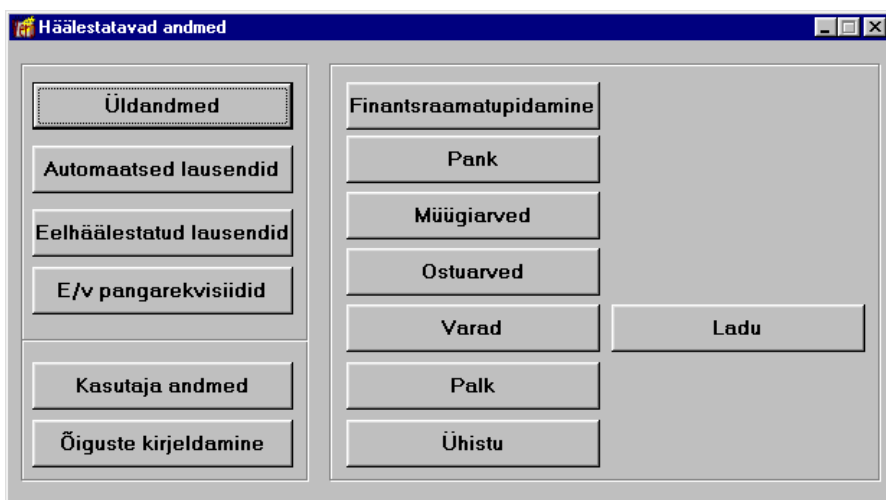 Häälestatavad andmed
Üldandmed
Automaatsed lausendid
Eelhäälestatud lausendid
E/v pangarekvisiidid
Kasutaja andmed
Õiguste kirjeldamine
Finantsraamatupidamine
Pank
Müügiarved
Ostuarved
Varad
Ladu
Palk
Ühistu